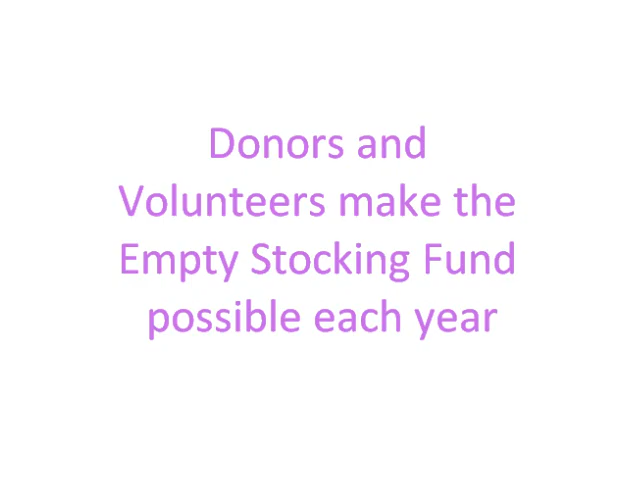 Donors and
Volunteers make the
Empty Stocking Fund
possible each year